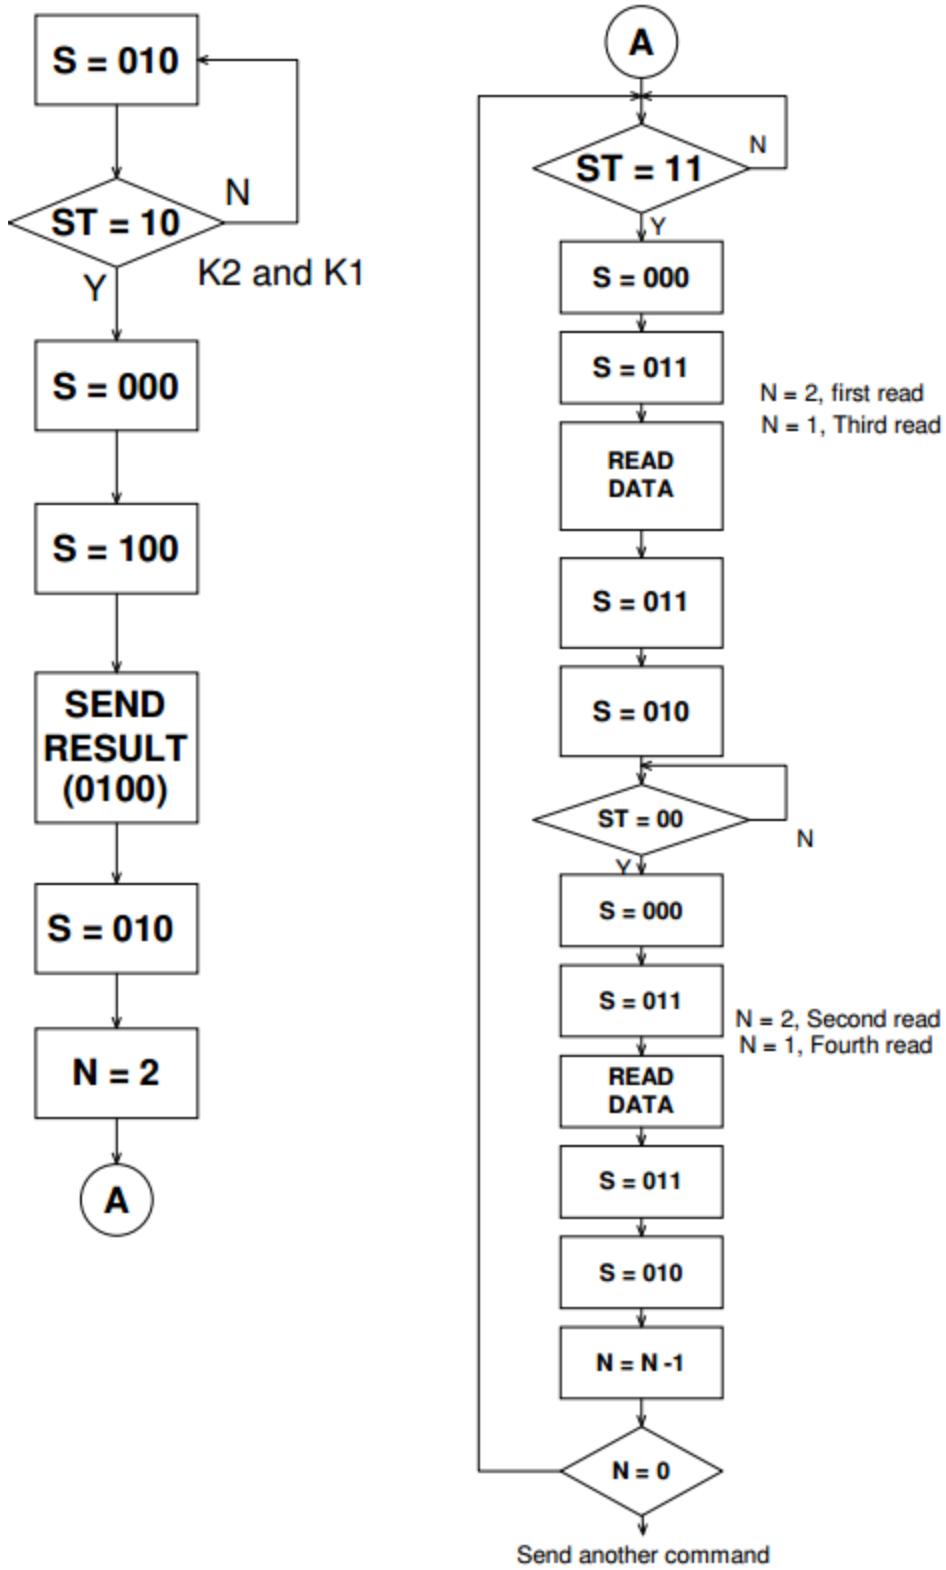 S = 010
ST = 10
N
Y
K2 and K1
S = 000
S = 100
SEND
RESULT
(0100)
S = 010
N = 2
A
A
ST = 11
N
Y
S = 000
S = 011
N = 2, first read
N = 1, Third read
READ
DATA
S = 011
S = 010
ST = 00
N
Y
S = 000
S = 011
N = 2, Second read
N = 1, Fourth read
READ
DATA
S = 011
S = 010
N = N -1
N = 0
Send another command